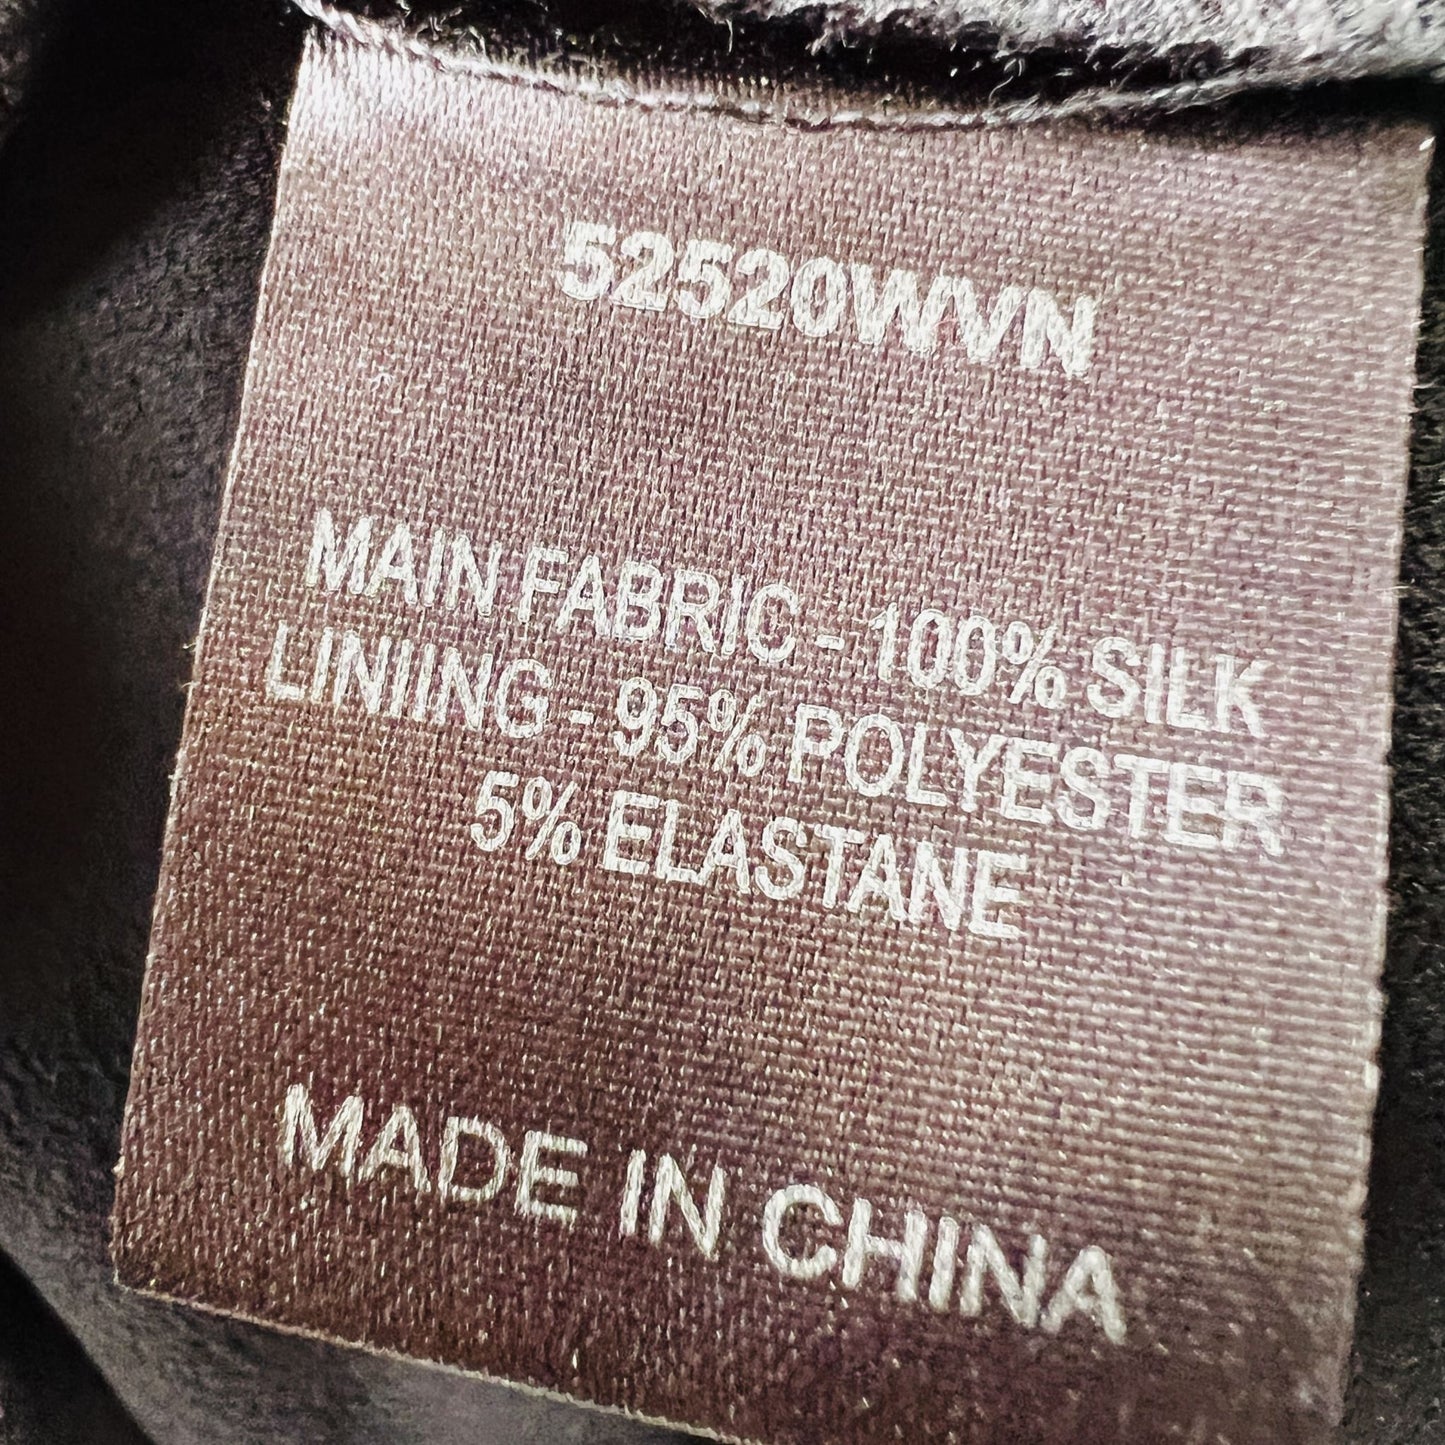 52520WVN
MAIN FABRIC - 100% SILK
LINIING - 95% POLYESTER
5% ELASTANE
MADE IN CHINA